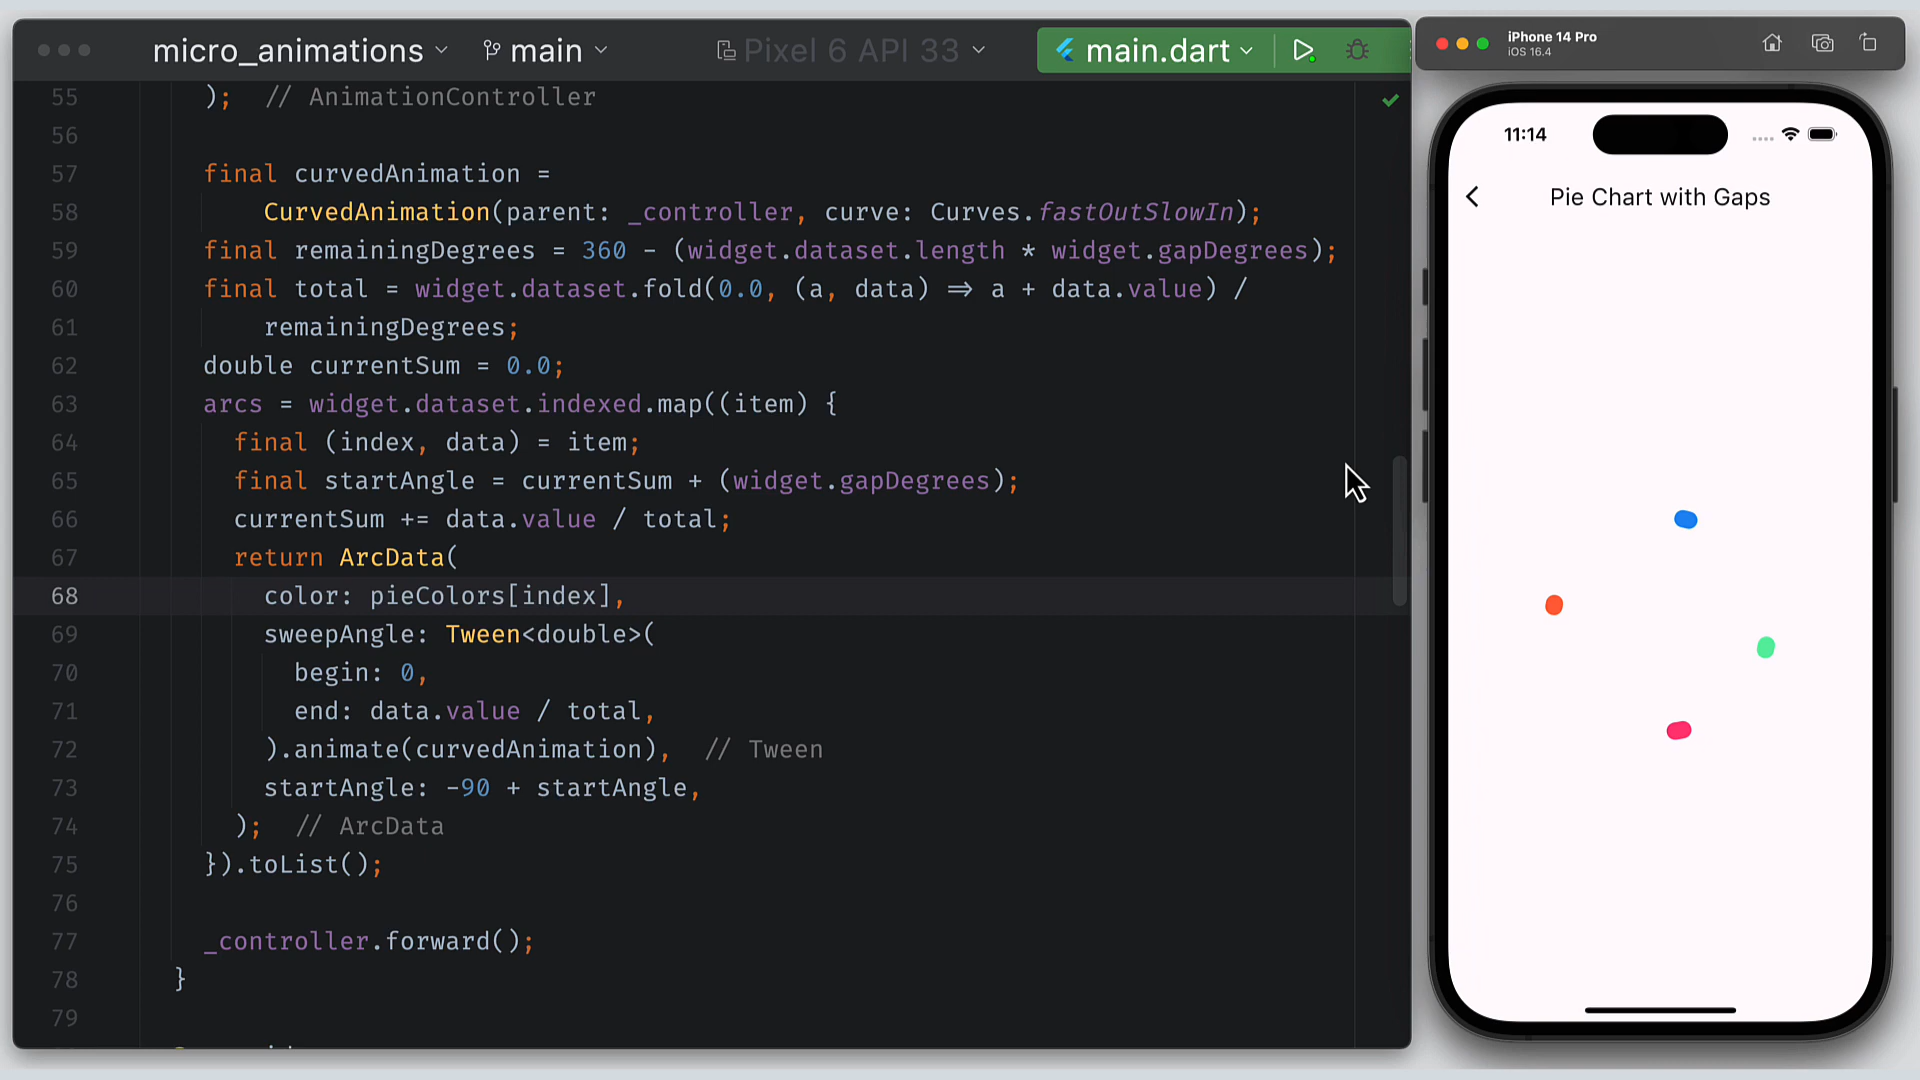 micro_animations
main
Pixel 6 API 33
main.dart
55 ); // AnimationController
56
57 final curvedAnimation =
58 CurvedAnimation(parent: _controller, curve: Curves.fastOutSlowIn);
59 final remainingDegrees = 360 - (widget.dataset.length * widget.gapDegrees);
60 final total = widget.dataset.fold(0.0, (a, data) => a + data.value) /
61 remainingDegrees;
62 double currentSum = 0.0;
63 arcs = widget.dataset.indexed.map((item) {
64 final (index, data) = item;
65 final startAngle = currentSum + (widget.gapDegrees);
66 currentSum += data.value / total;
67 return ArcData(
68 color: pieColors[index],
69 sweepAngle: Tween<double>(
70 begin: 0,
71 end: data.value / total,
72 ).animate(curvedAnimation), // Tween
73 startAngle: -90 + startAngle,
74 ); // ArcData
75 }).toList();
76
77 _controller.forward();
78 }
79
iPhone 14 Pro
iOS 16.4
11:14
Pie Chart with Gaps